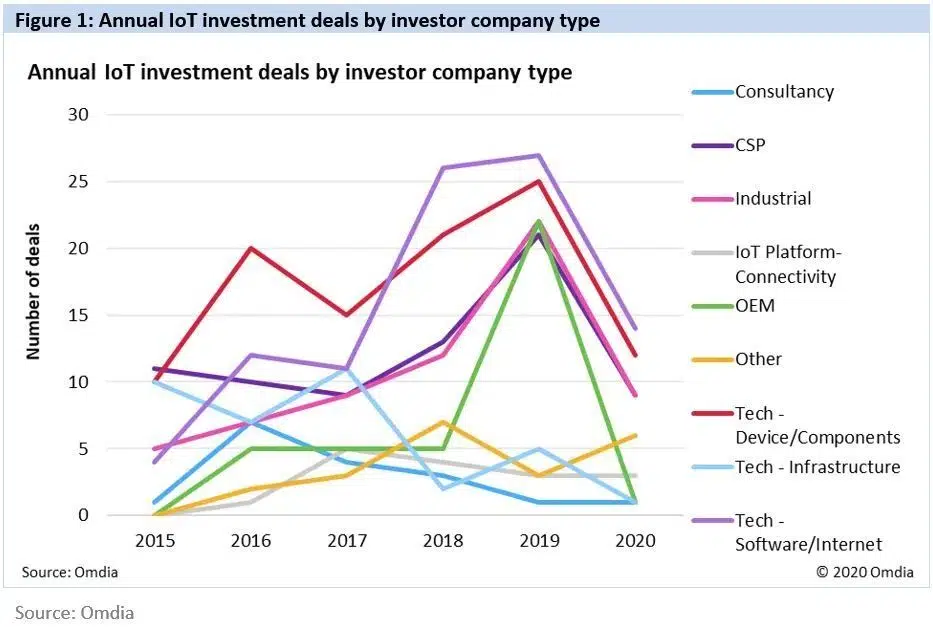 Figure 1: Annual IoT investment deals by investor company type
Annual IoT investment deals by investor company type
Number of deals
30
25
20
15
10
5
0
2015 2016 2017 2018 2019 2020
Consultancy
CSP
Industrial
IoT Platform-
Connectivity
OEM
Other
Tech -
Device/Components
Tech - Infrastructure
Tech -
Software/Internet
Source: Omdia
© 2020 Omdia
Source: Omdia